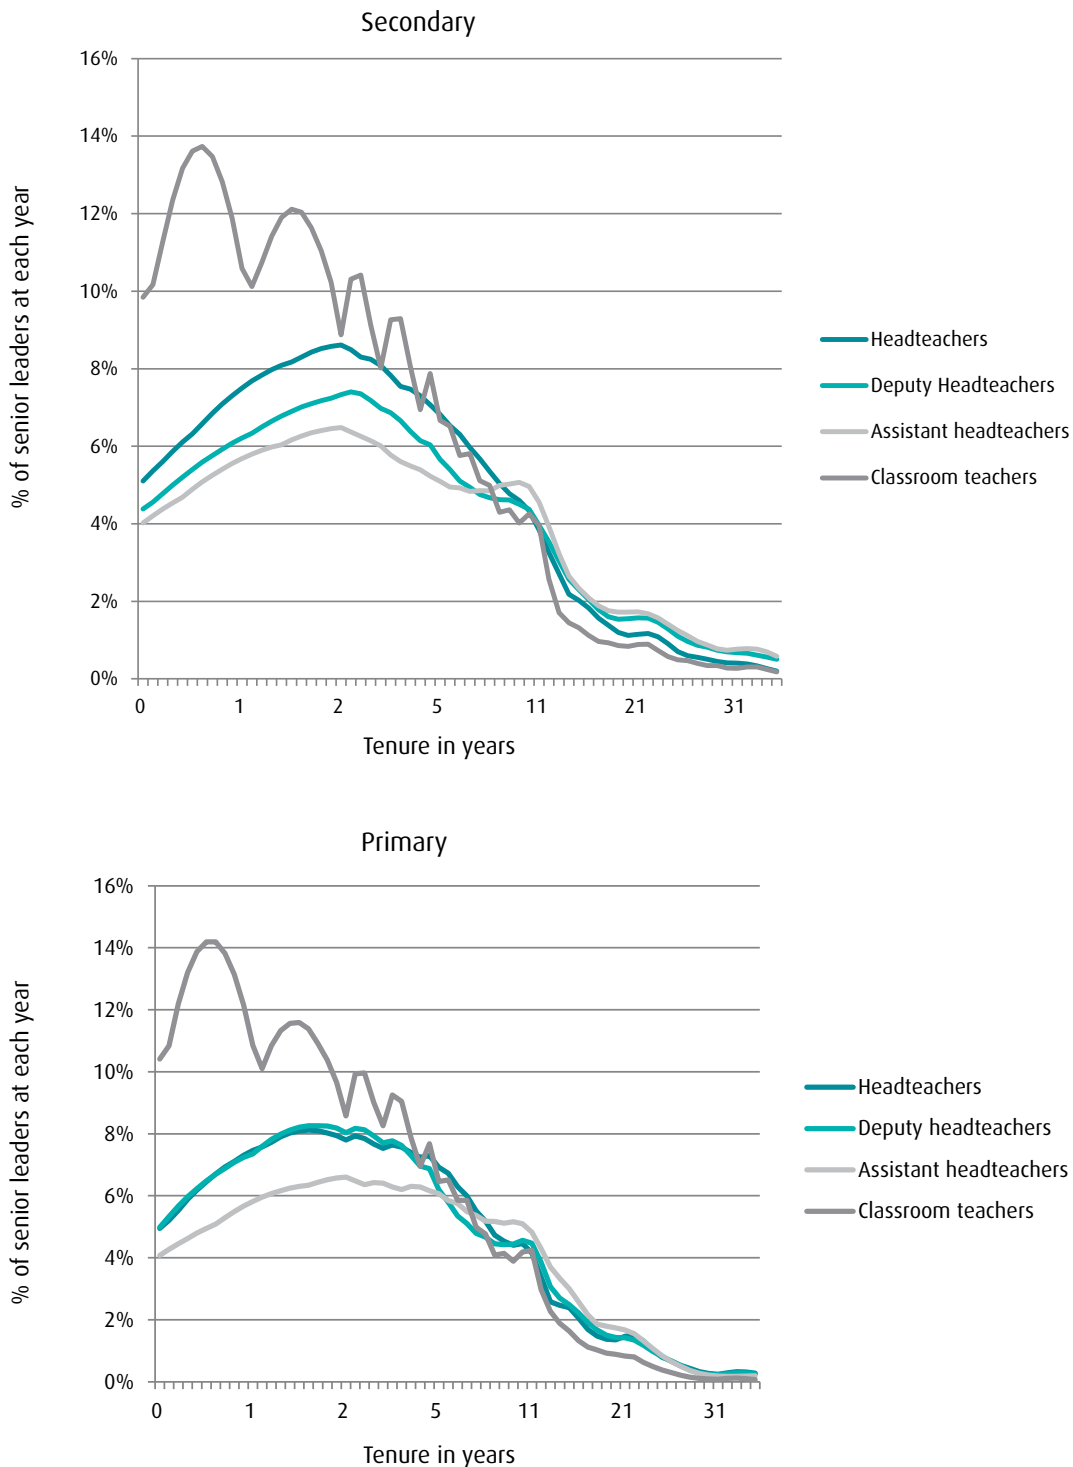 Secondary
16%
14%
12%
10%
8%
6%
4%
2%
0%
% of senior leaders at each year
0 1 2 5 11 21 31
Tenure in years
Headteachers
Deputy Headteachers
Assistant headteachers
Classroom teachers
Primary
16%
14%
12%
10%
8%
6%
4%
2%
0%
% of senior leaders at each year
0 1 2 5 11 21 31
Tenure in years
Headteachers
Deputy headteachers
Assistant headteachers
Classroom teachers